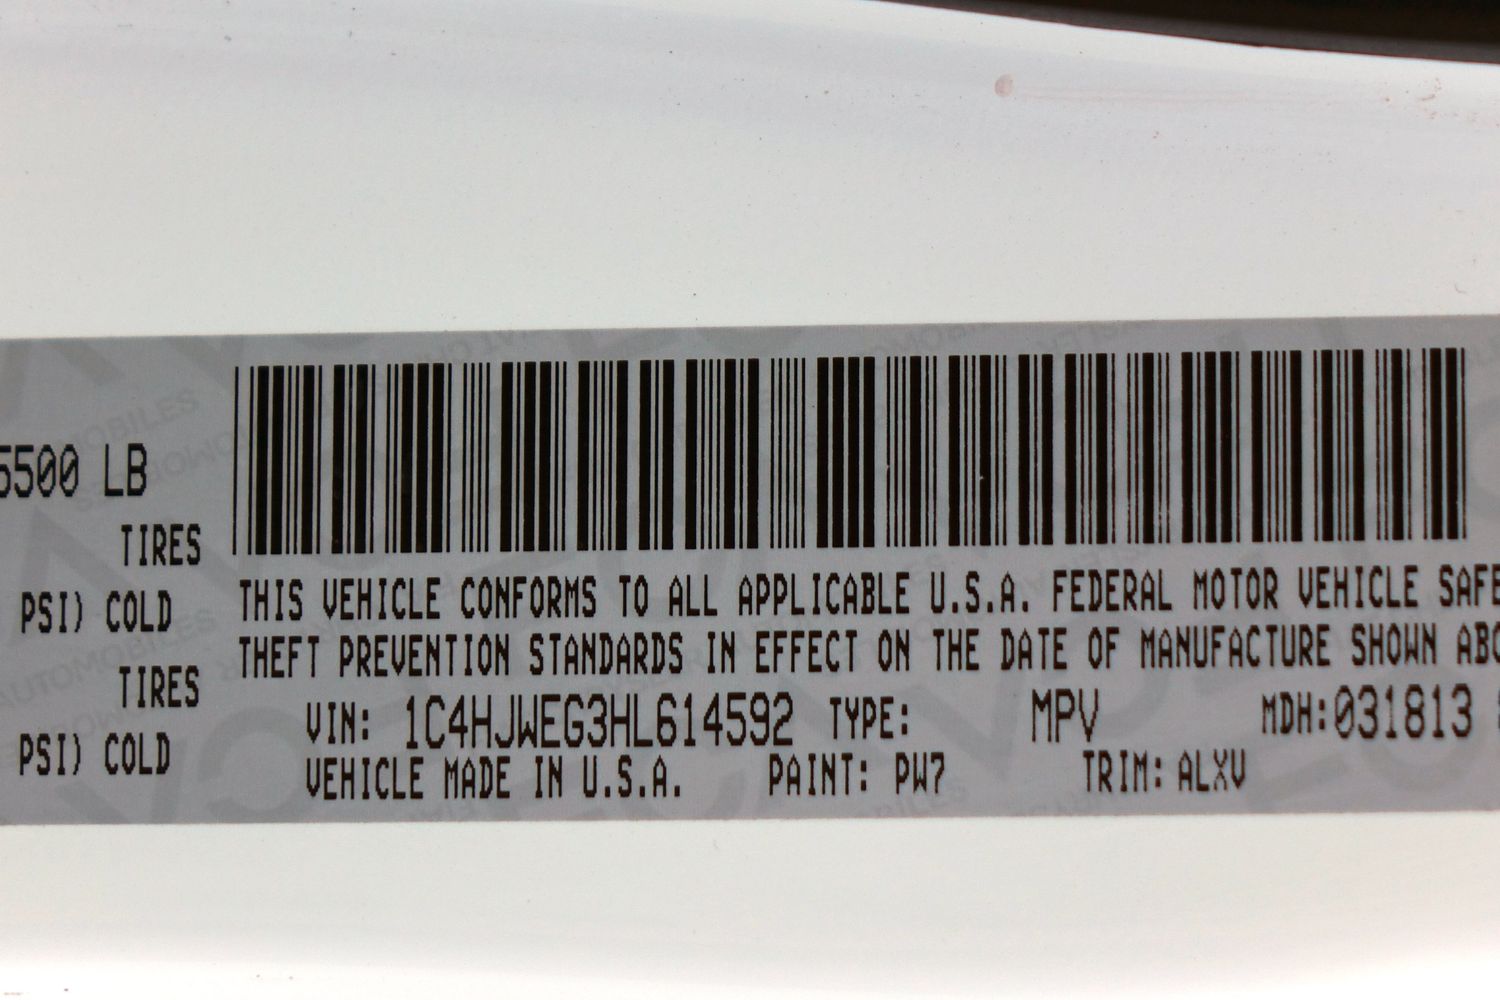 5500 LB
TIRES
PSI) COLD
TIRES
PSI) COLD
THIS VEHICLE CONFORMS TO ALL APPLICABLE U.S.A. FEDERAL MOTOR VEHICLE SAFE
THEFT PREVENTION STANDARDS IN EFFECT ON THE DATE OF MANUFACTURE SHOWN ABO
VIN: 1C4HJWEG3HL614592 TYPE: MPV MDH:031813
VEHICLE MADE IN U.S.A. PAINT: PW7 TRIM: ALXV